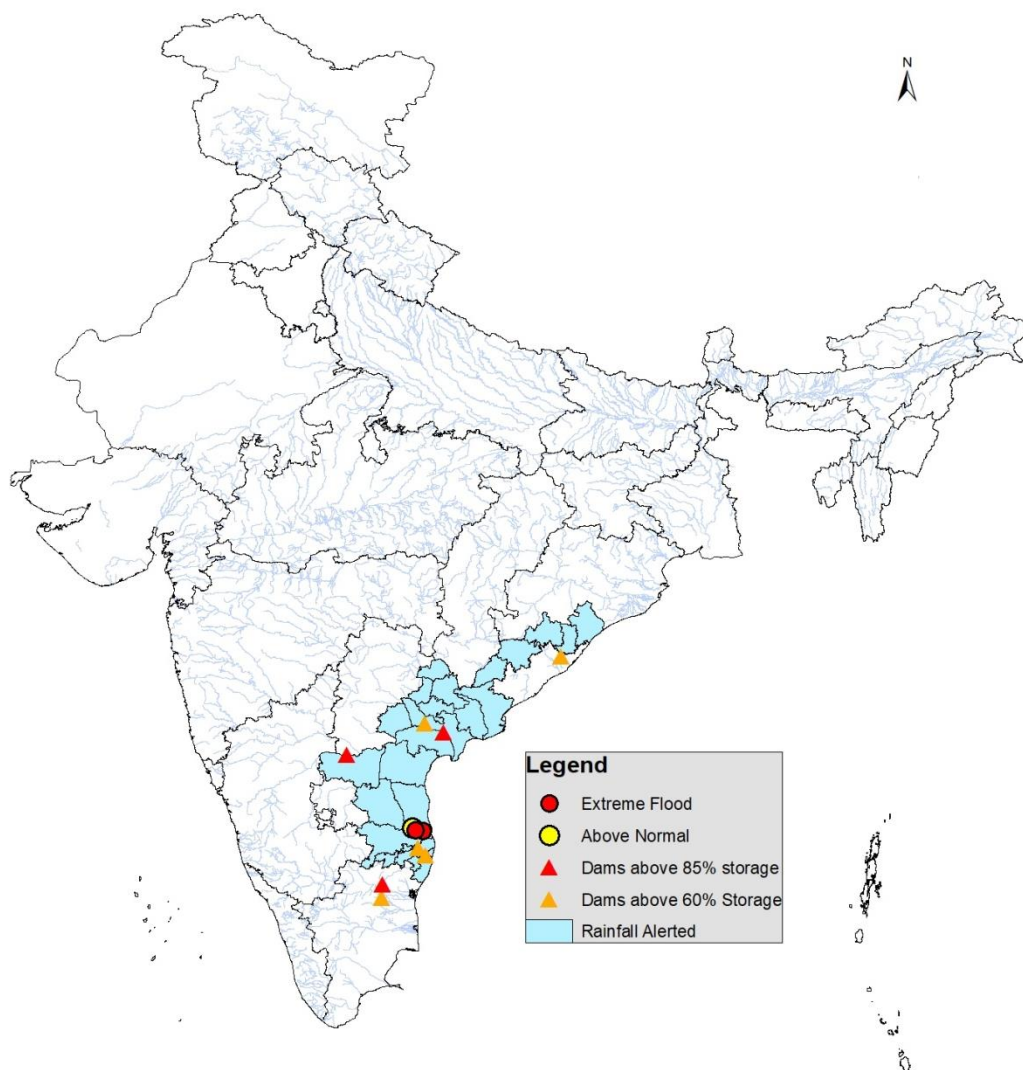 N
Legend
Extreme Flood
Above Normal
Dams above 85% storage
Dams above 60% Storage
Rainfall Alerted